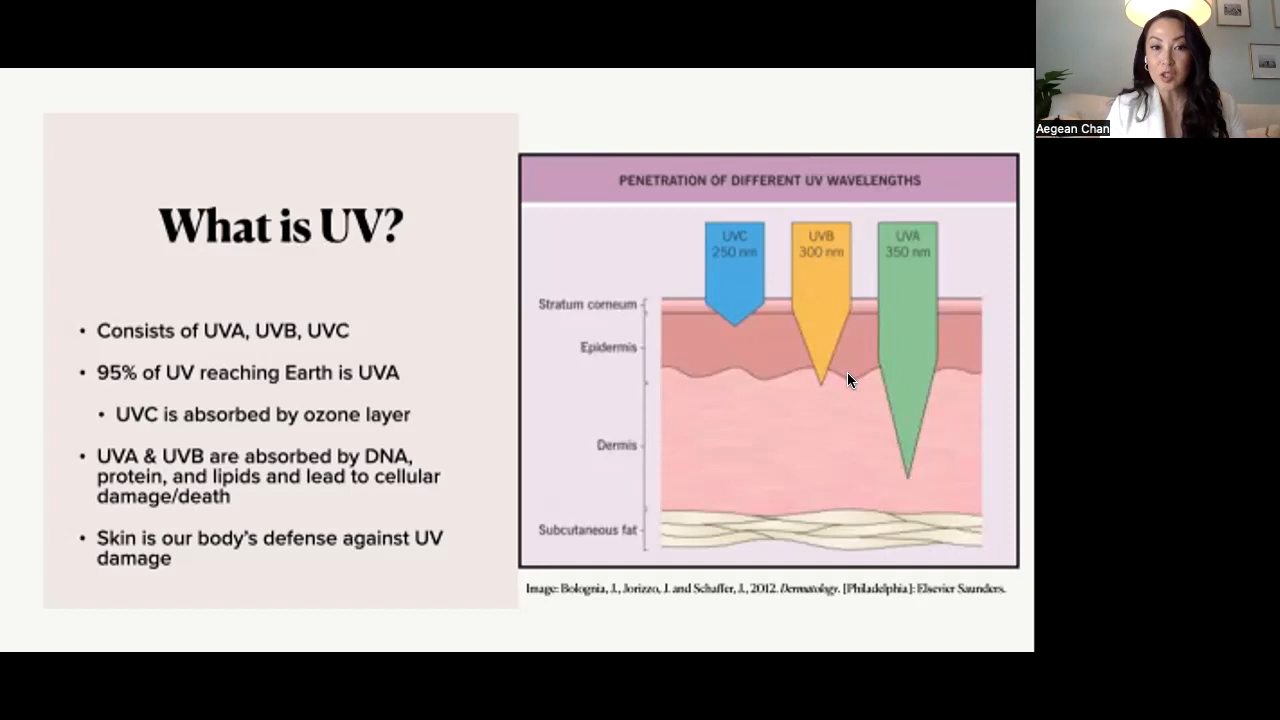 What is UV?
• Consists of UVA, UVB, UVC
• 95% of UV reaching Earth is UVA
• UVC is absorbed by ozone layer
• UVA & UVB are absorbed by DNA,
protein, and lipids and lead to cellular
damage/death
• Skin is our body's defense against UV
damage
PENETRATION OF DIFFERENT UV WAVELENGTHS
UVC
250 nm
UVB
300 nm
UVA
350 nm
Stratum corneum
Epidermis
Dermis
Subcutaneous fat
Image: Bolognia, J., Jorizzo, J. and Schaffer, J., 2012. Dermatology. [Philadelphia]: Elsevier Saunders.
Aegean Chan